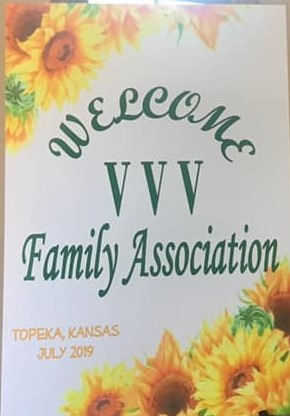 WELCOME
VVV
Family Association
TOPEKA, KANSAS
JULY 2019